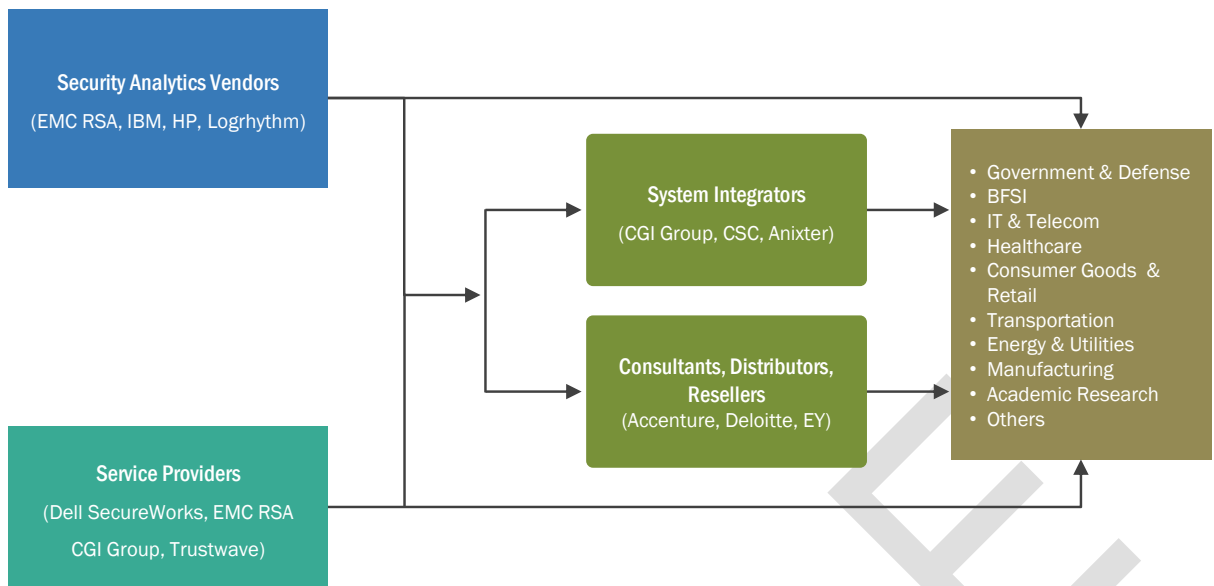 Security Analytics Vendors
(EMC RSA, IBM, HP, Logrhythm)
System Integrators
(CGI Group, CSC, Anixter)
Consultants, Distributors,
Resellers
(Accenture, Deloitte, EY)
Service Providers
(Dell SecureWorks, EMC RSA
CGI Group, Trustwave)
• Government & Defense
• BFSI
• IT & Telecom
• Healthcare
• Consumer Goods & 
Retail
• Transportation
• Energy & Utilities
• Manufacturing
• Academic Research
• Others